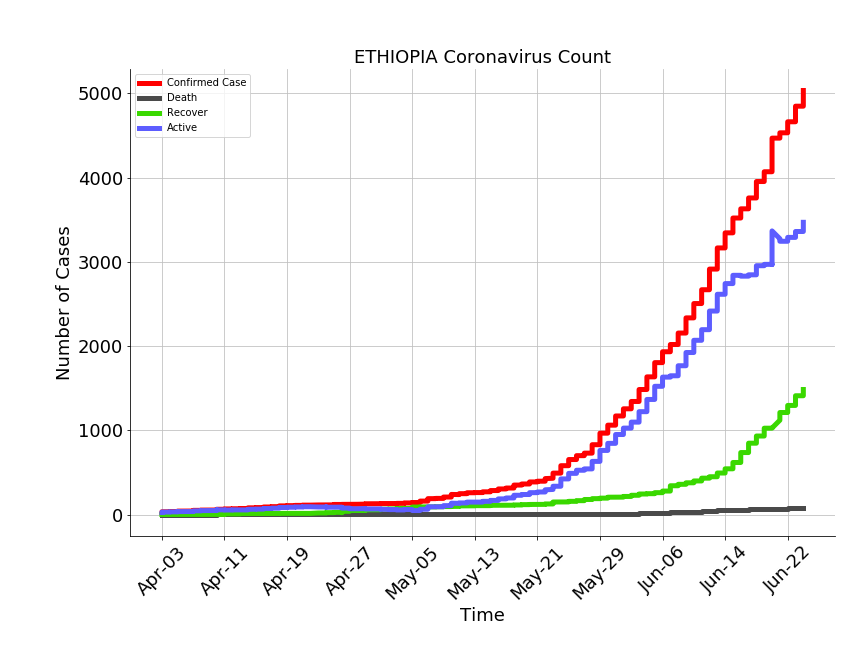 ETHIOPIA Coronavirus Count
Confirmed Case
Death
Recover
Active
5000
4000
3000
2000
1000
0
Number of Cases
Apr-03
Apr-11
Apr-19
Apr-27
May-05
May-13
May-21
May-29
Jun-06
Jun-14
Jun-22
Time